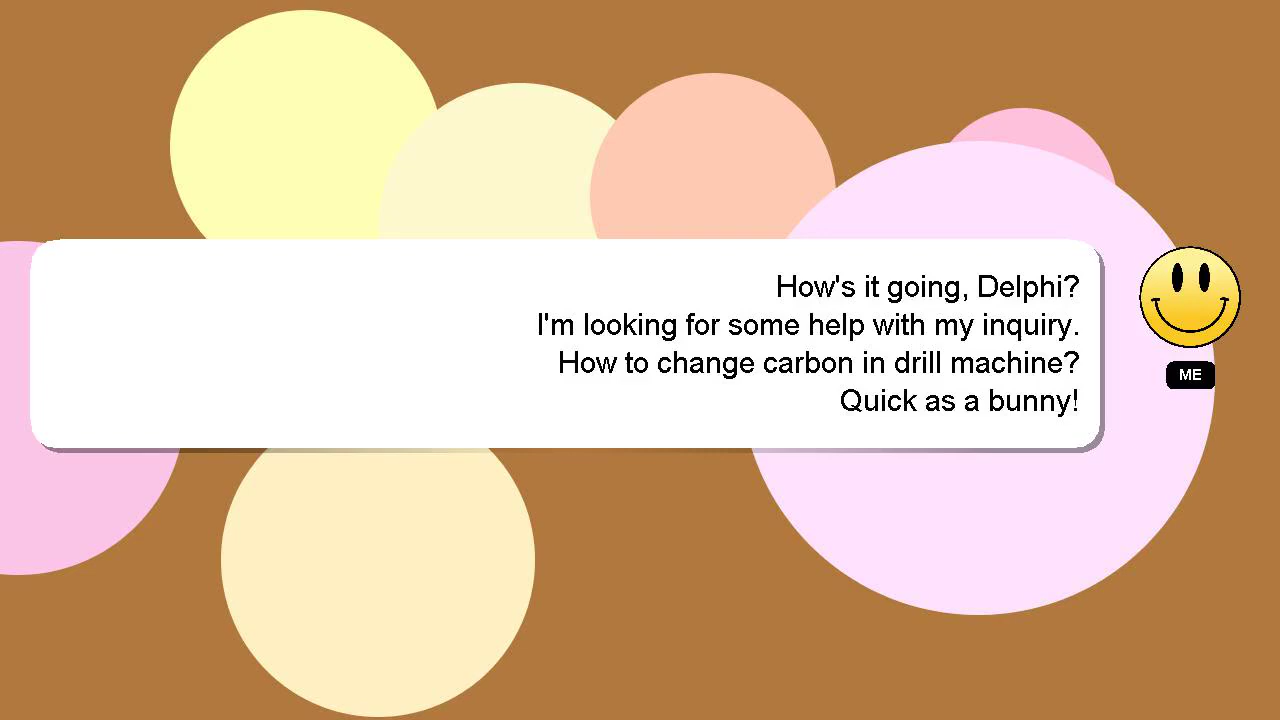 How's it going, Delphi?
I'm looking for some help with my inquiry.
How to change carbon in drill machine?
Quick as a bunny!
ME